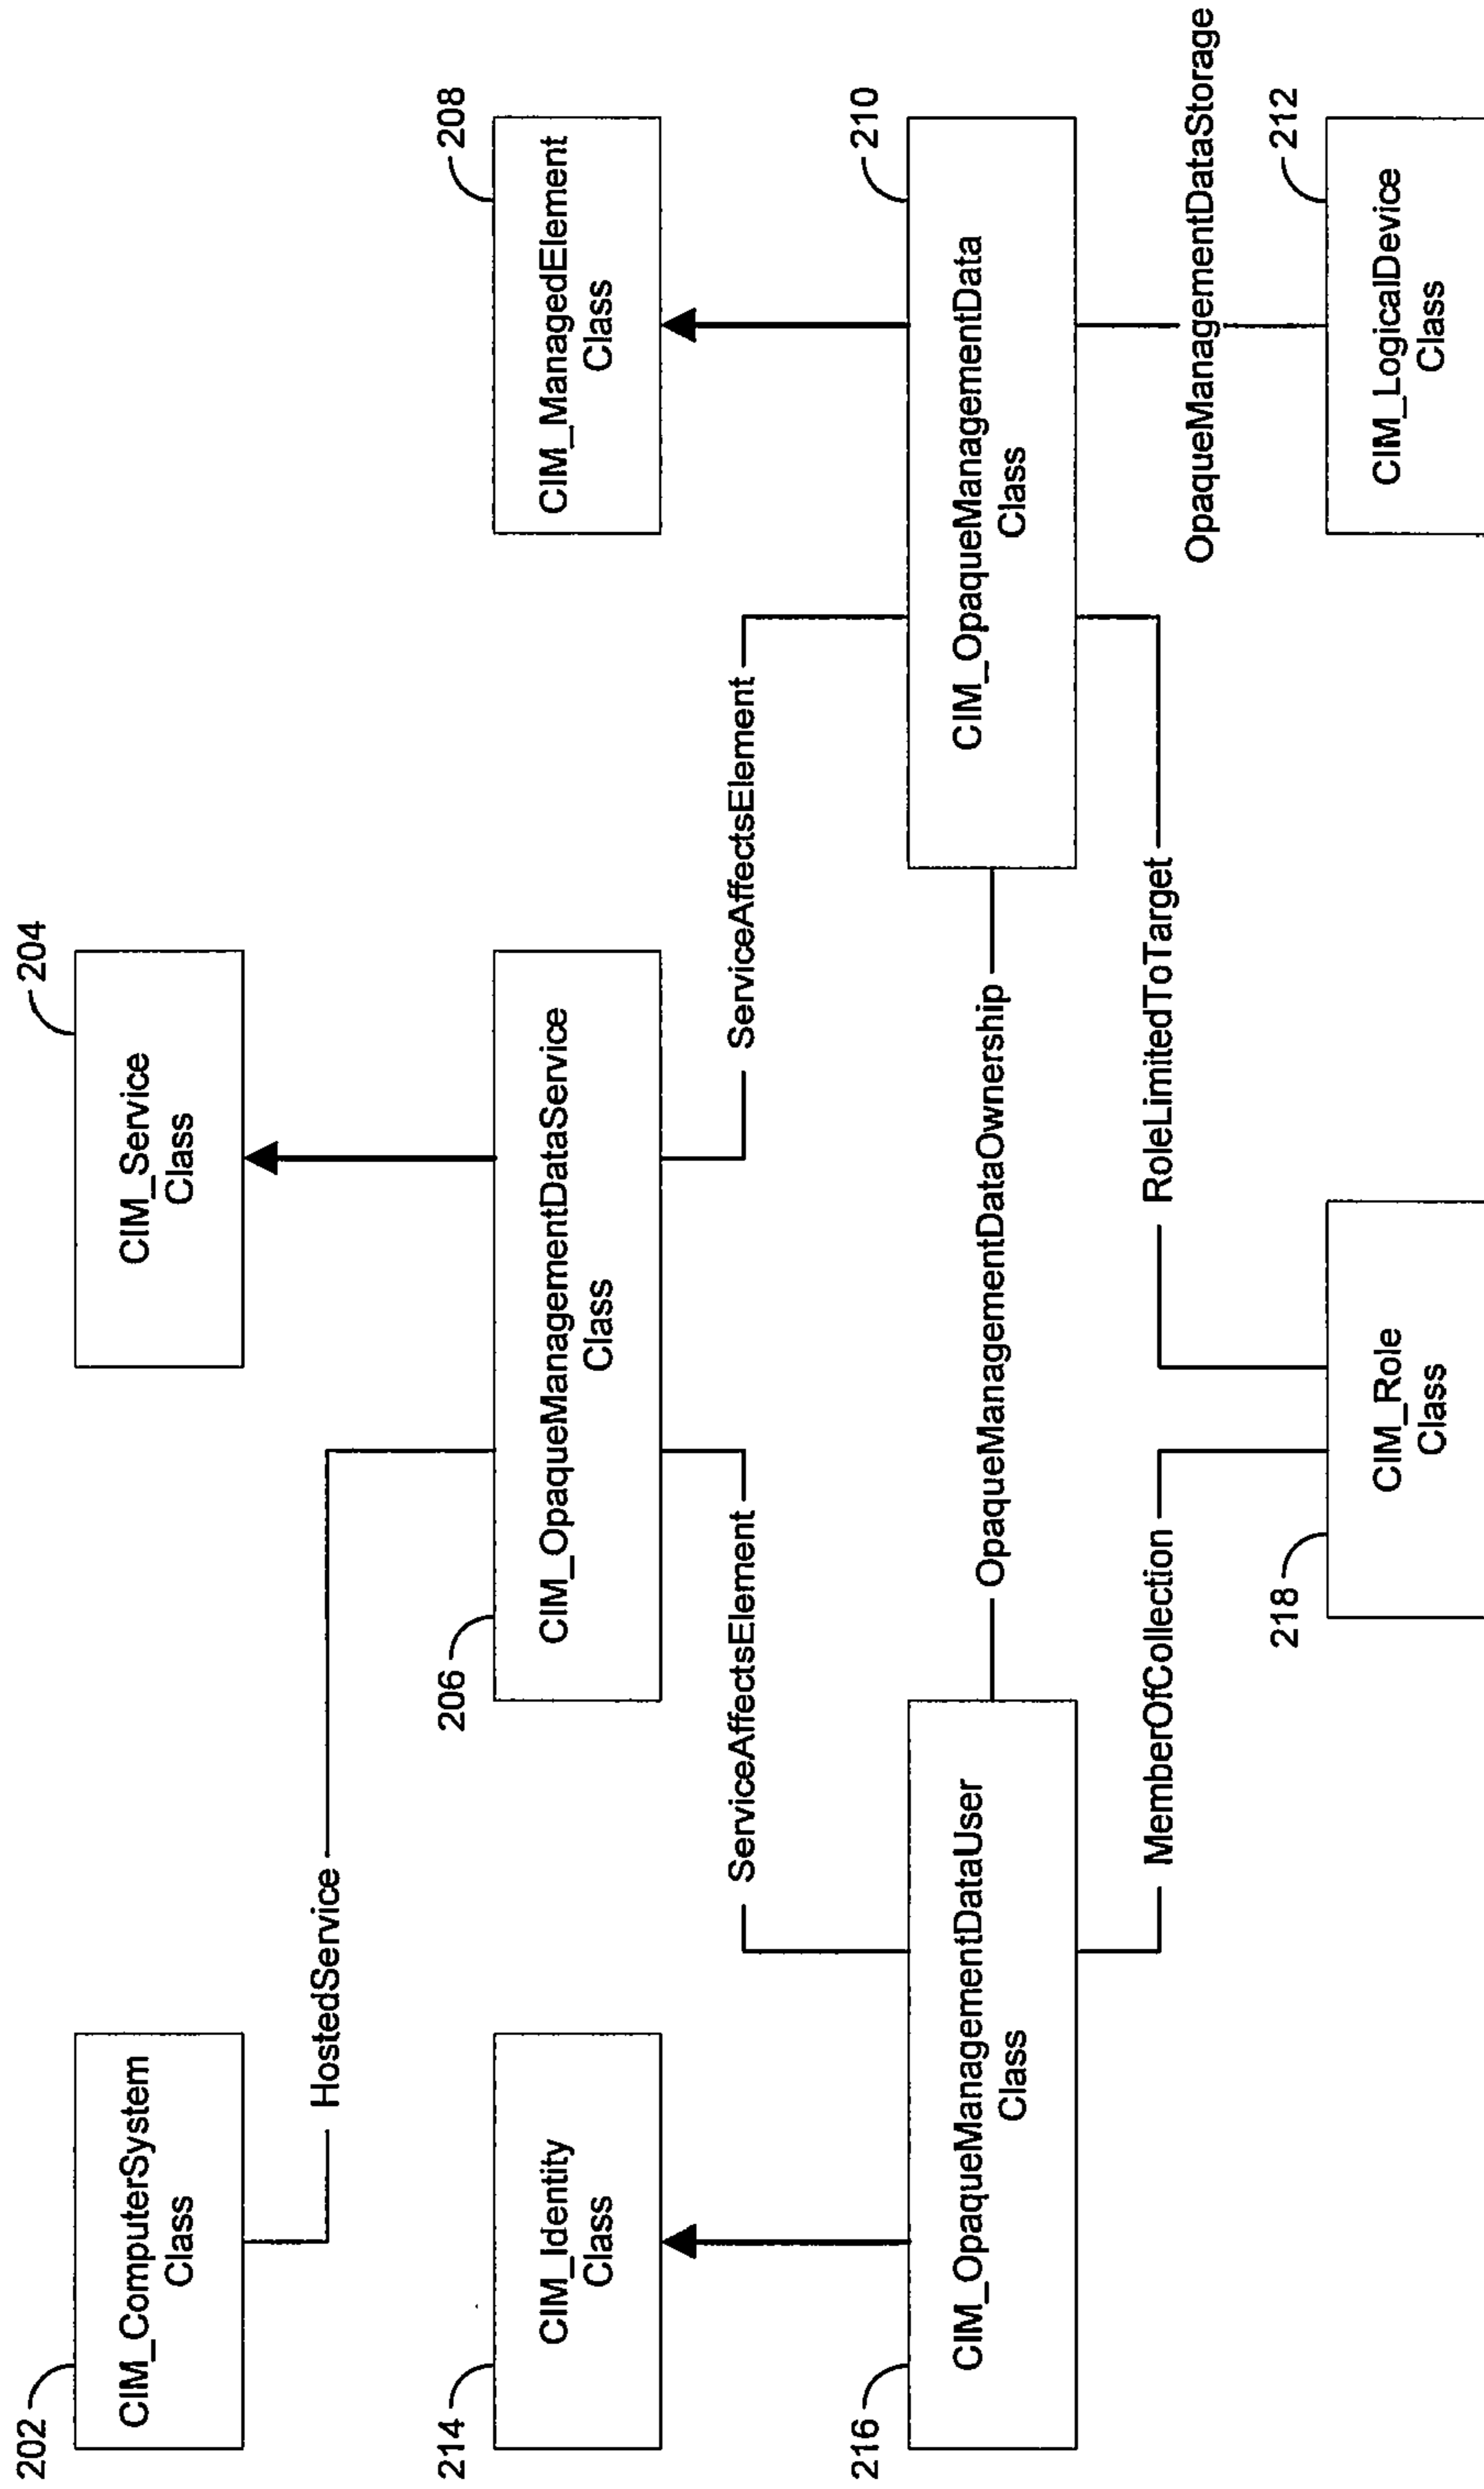 202
CIM_ComputerSystem
Class
204
CIM_Service
Class
HostedService
214
CIM_Identity
Class
206
CIM_OpaqueManagementDataService
Class
208
CIM_ManagedElement
Class
ServiceAffectsElement
ServiceAffectsElement
216
CIM_OpaqueManagementDataUser
Class
OpaqueManagementDataOwnership
210
CIM_OpaqueManagementData
Class
MemberOfCollection
RoleLimitedToTarget
OpaqueManagementDataStorage
218
CIM_Role
Class
212
CIM_LogicalDevice
Class